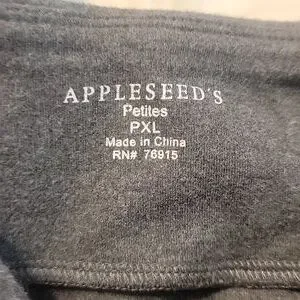 APPLESEED'S
Petites
PXL
Made in China
RN# 76915